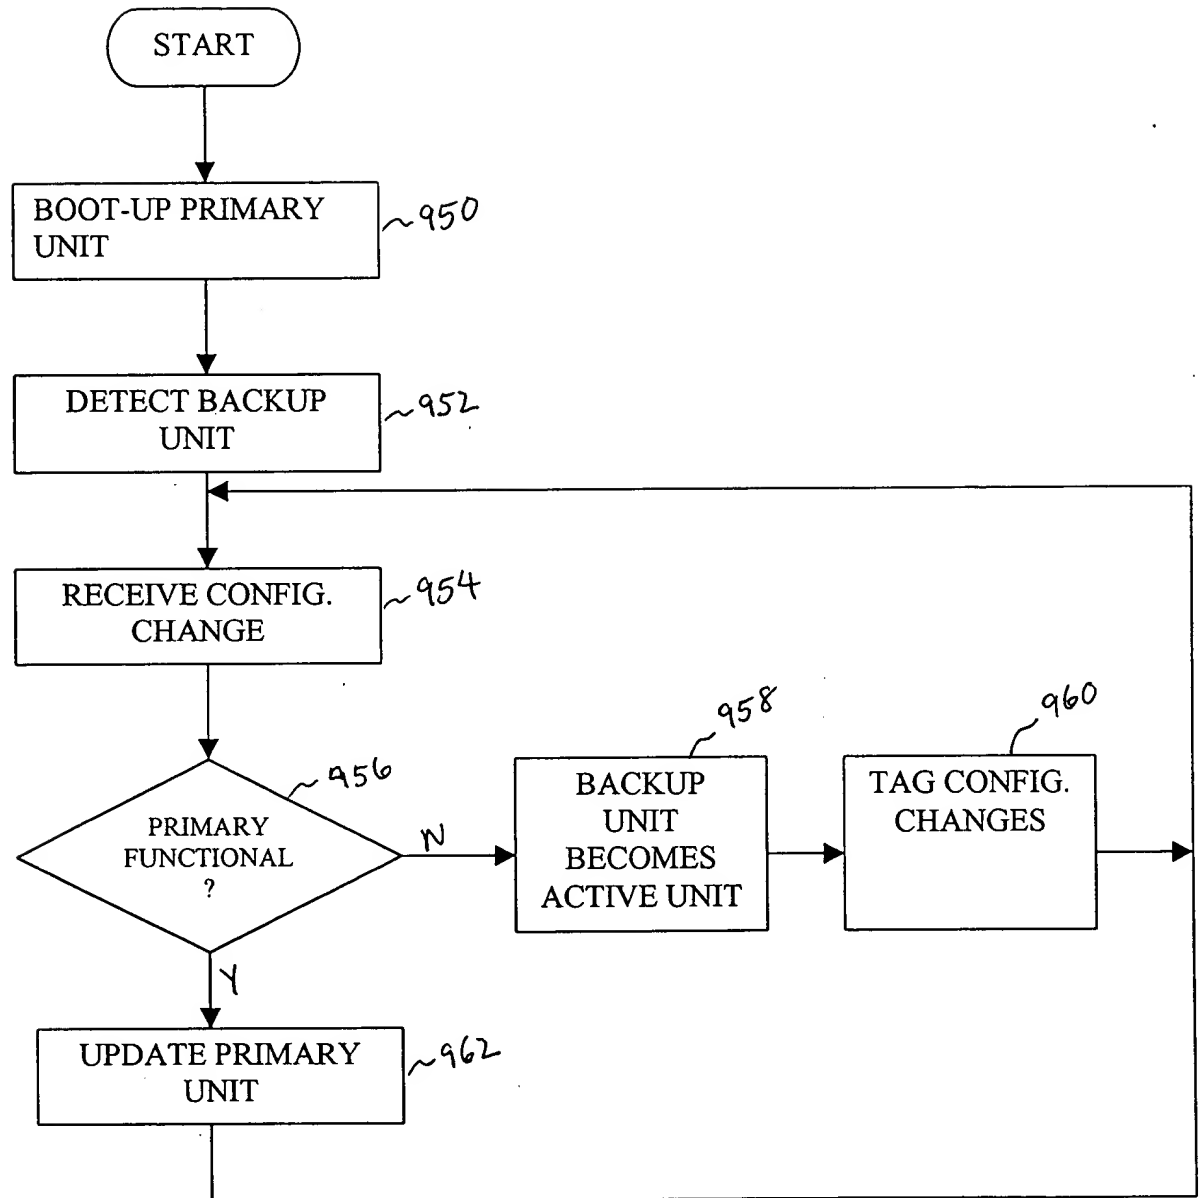 START
BOOT-UP PRIMARY
UNIT
950
DETECT BACKUP
UNIT
952
RECEIVE CONFIG.
CHANGE
954
PRIMARY
FUNCTIONAL
?
956
N
BACKUP
UNIT
BECOMES
ACTIVE UNIT
958
TAG CONFIG.
CHANGES
960
Y
UPDATE PRIMARY
UNIT
962